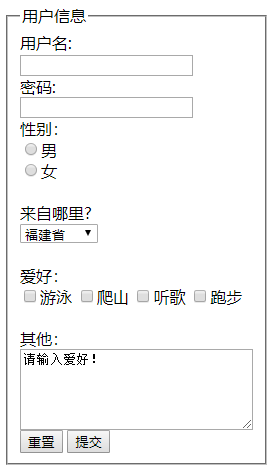 用户信息
用户名:
密码:
性别:
男
女
来自哪里?
福建省
爱好:
游泳 爬山 听歌 跑步
其他:
请输入爱好!
重置 提交